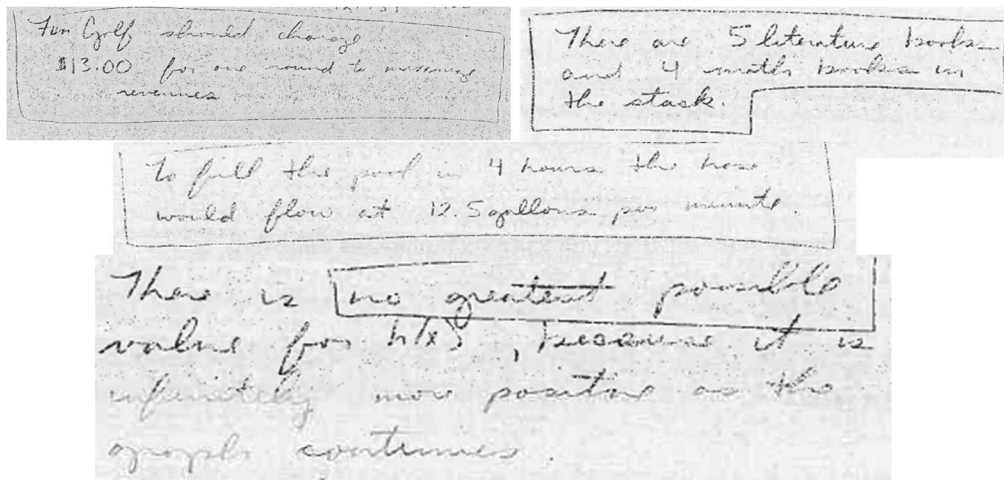 Fun Golf should charge
$13.00 for one round to maximize
revenues
There are 5 literature books
and 4 math books in
the stack.
To fill the pool in 4 hours the hose
would flow at 12.5 gallons per minute.
There is no greatest possible
value for h(x), because it is
infinitely more positive as the
graph continues.